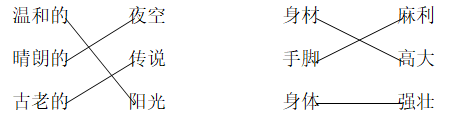 温和的 夜空 身材 麻利
晴朗的 传说 手脚 高大
古老的 阳光 身体 强壮